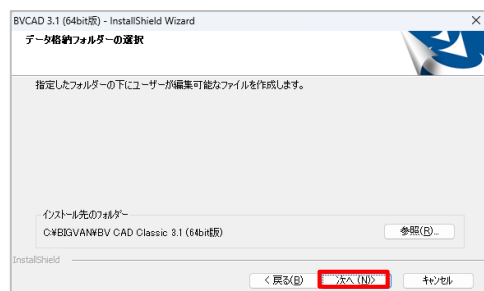 BVCAD 3.1 (64bit版) - InstallShield Wizard
データ格納フォルダーの選択
指定したフォルダーの下にユーザーが編集可能なファイルを作成します。
インストール先のフォルダー
C:¥BIGVAN¥BV CAD Classic 3.1 (64bit版)
参照(R)...
InstallShield
< 戻る(B)
次へ (N)>
キャンセル